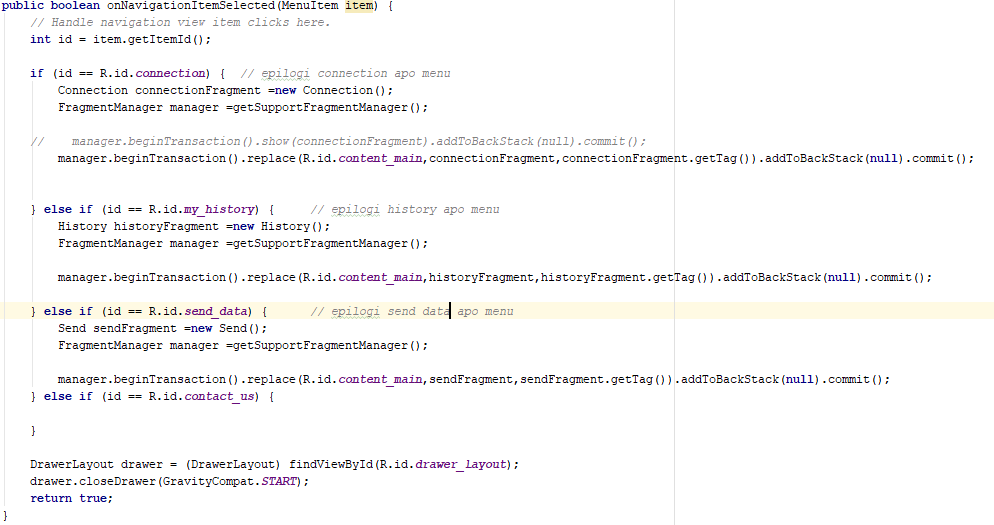 public boolean onNavigationItemSelected(MenuItem item) {
// Handle navigation view item clicks here.
int id = item.getItemId();
if (id == R.id.connection) {  // epilogi connection apo menu
Connection connectionFragment =new Connection();
FragmentManager manager =getSupportFragmentManager();
//    manager.beginTransaction().show(connectionFragment).addToBackStack(null).commit();
manager.beginTransaction().replace(R.id.content_main,connectionFragment,connectionFragment.getTag()).addToBackStack(null).commit();
} else if (id == R.id.my_history) {     // epilogi history apo menu
History historyFragment =new History();
FragmentManager manager =getSupportFragmentManager();
manager.beginTransaction().replace(R.id.content_main,historyFragment,historyFragment.getTag()).addToBackStack(null).commit();
} else if (id == R.id.send_data) {      // epilogi send data apo menu
Send sendFragment =new Send();
FragmentManager manager =getSupportFragmentManager();
manager.beginTransaction().replace(R.id.content_main,sendFragment,sendFragment.getTag()).addToBackStack(null).commit();
} else if (id == R.id.contact_us) {
}
DrawerLayout drawer = (DrawerLayout) findViewById(R.id.drawer_layout);
drawer.closeDrawer(GravityCompat.START);
return true;
}